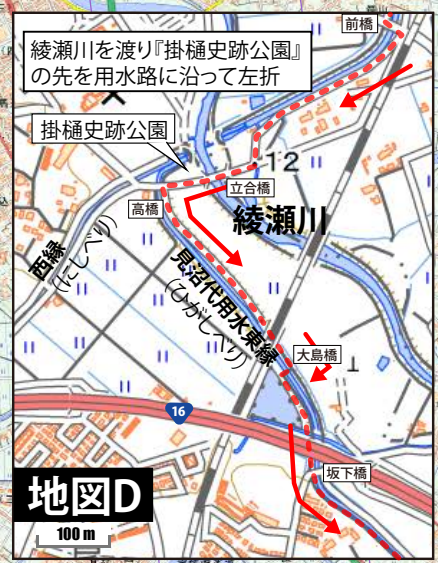 前橋
綾瀬川を渡り『掛樋史跡公園』
の先を用水路に沿って左折
掛樋史跡公園
12
立合橋
高橋
綾瀬川
西縁
(にしべり)
見沼代用水東縁
(ひがしべり)
大島橋
16
坂下橋
地図D
100 m